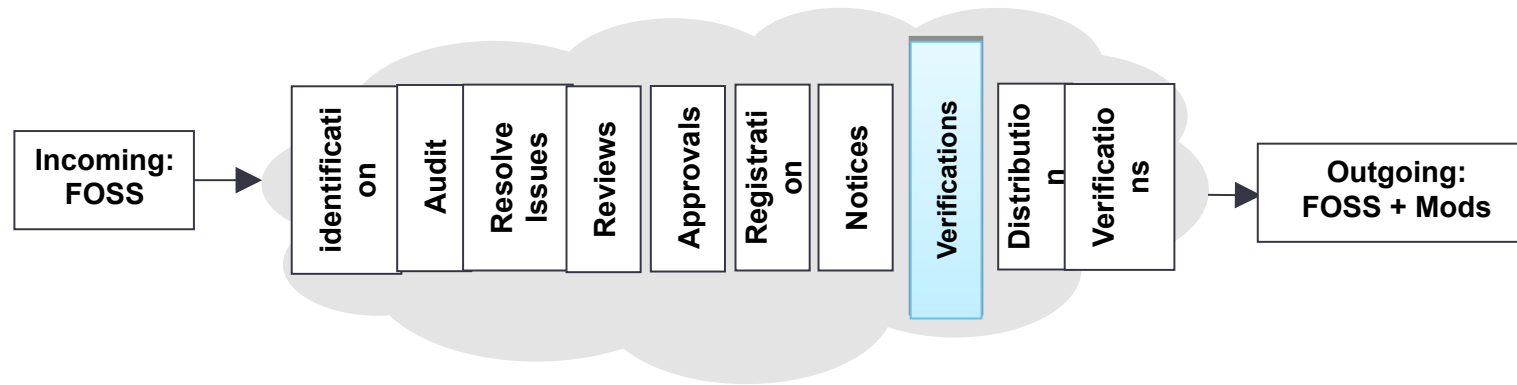 Incoming:
FOSS
identificati
on
Audit
Resolve
Issues
Reviews
Approvals
Registrati
on
Notices
Verifications
Distributio
n
Verificatio
ns
Outgoing:
FOSS + Mods